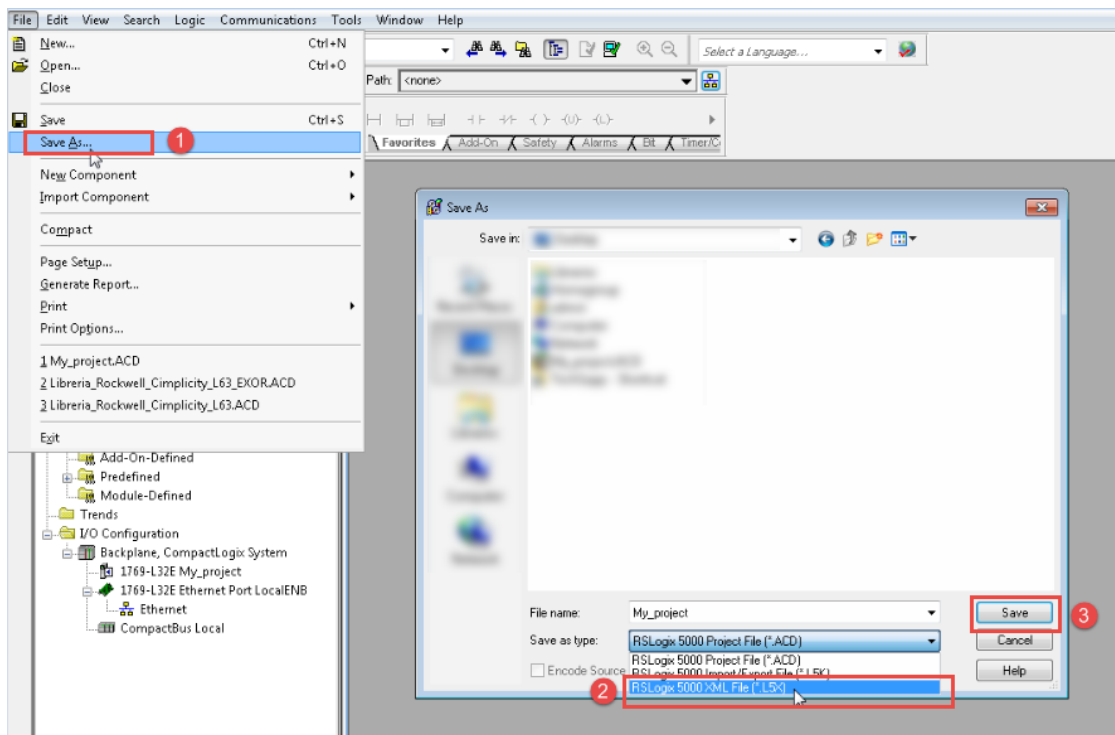 File Edit View Search Logic Communications Tools Window Help
New... Ctrl+N
Open... Ctrl+O
Close
Save Ctrl+S
Save As...
1
New Component
Import Component
Compact
Page Setup...
Generate Report...
Print
Print Options...
1 My_project.ACD
2 Libreria_Rockwell_Cimplicity_L63_EXOR.ACD
3 Libreria_Rockwell_Cimplicity_L63.ACD
Exit
Select a Language...
Path: <none>
Favorites Add-On Safety Alarms Bit Timer/C
Add-On-Defined
Predefined
Module-Defined
Trends
I/O Configuration
Backplane, CompactLogix System
1769-L32E My_project
1769-L32E Ethernet Port LocalENB
Ethernet
CompactBus Local
Save As
Save in:
File name: My_project
Save
3
Save as type: RSLogix 5000 Project File (*.ACD)
Cancel
RSLogix 5000 Project File (*.ACD)
Encode Source RSLogix 5000 Import/Export File (*.L5K)
Help
2
RSLogix 5000 XML File (*.L5X)